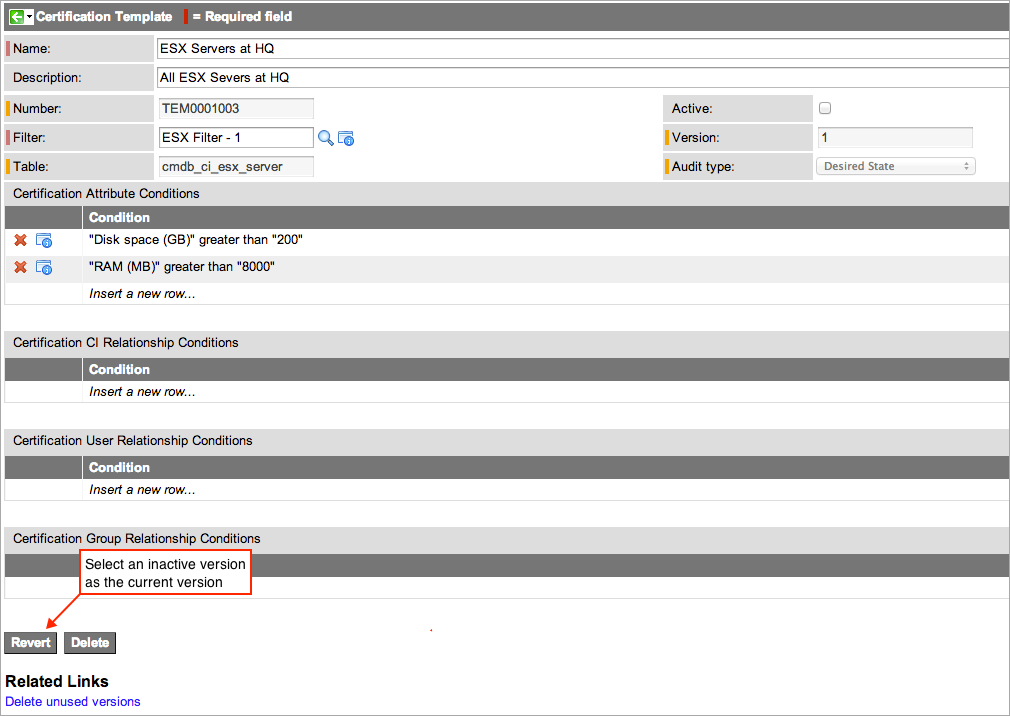 Certification Template = Required field
Name: ESX Servers at HQ
Description: All ESX Severs at HQ
Number: TEM0001003 Active:
Filter: ESX Filter - 1 Version: 1
Table: cmdb_ci_esx_server Audit type: Desired State
Certification Attribute Conditions
Condition
"Disk space (GB)" greater than "200"
"RAM (MB)" greater than "8000"
Insert a new row...
Certification CI Relationship Conditions
Condition
Insert a new row...
Certification User Relationship Conditions
Condition
Insert a new row...
Certification Group Relationship Conditions
Select an inactive version
as the current version
Revert Delete
Related Links
Delete unused versions